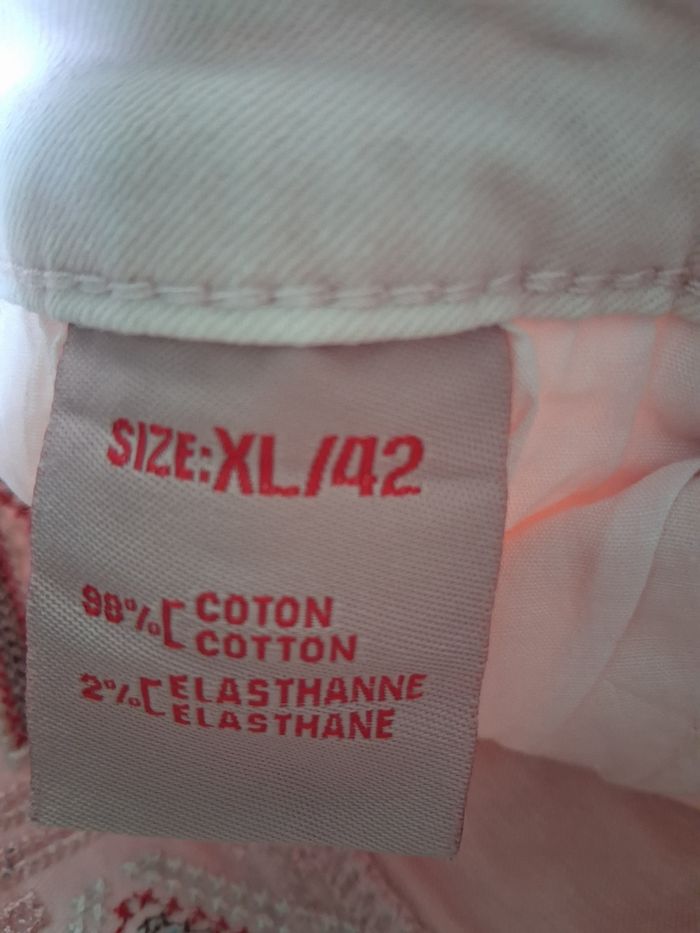 SIZE:XL/42
98%[ COTON
COTTON
2%[ ELASTHANNE
ELASTHANE